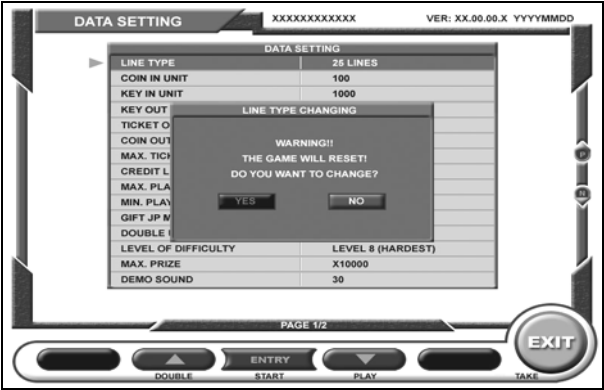 DATA SETTING XXXXXXXXXXXX VER: XX.00.00.X YYYYMMDD
DATA SETTING
LINE TYPE 25 LINES
COIN IN UNIT 100
KEY IN UNIT 1000
KEY OUT
LINE TYPE CHANGING
TICKET O
COIN OUT
WARNING!!
MAX. TICK
THE GAME WILL RESET!
CREDIT L
DO YOU WANT TO CHANGE?
MAX. PLA
MIN. PLAY
YES NO
GIFT JP M
DOUBLE
LEVEL OF DIFFICULTY LEVEL 8 (HARDEST)
MAX. PRIZE X10000
DEMO SOUND 30
P
N
PAGE 1/2
EXIT
ENTRY
DOUBLE START PLAY TAKE